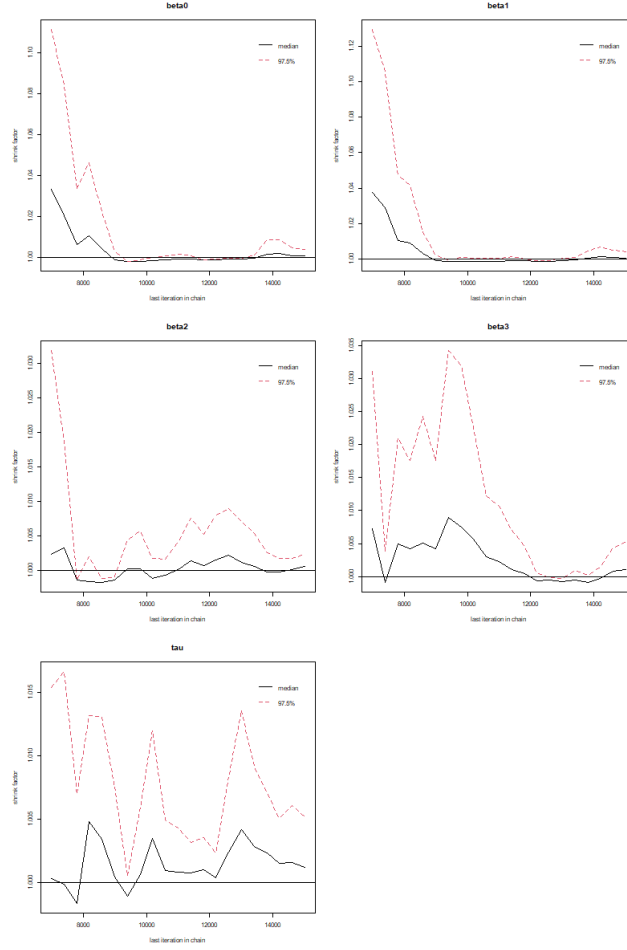 beta0
shrink factor
1.00 1.02 1.04 1.06 1.08 1.10
median
97.5%
8000 10000 12000 14000
last iteration in chain
beta1
shrink factor
1.00 1.02 1.04 1.06 1.08 1.10 1.12
median
97.5%
8000 10000 12000 14000
last iteration in chain
beta2
shrink factor
1.000 1.005 1.010 1.015 1.020 1.025 1.030
median
97.5%
8000 10000 12000 14000
last iteration in chain
beta3
shrink factor
1.000 1.005 1.010 1.015 1.020 1.025 1.030 1.035
median
97.5%
8000 10000 12000 14000
last iteration in chain
tau
shrink factor
1.000 1.005 1.010 1.015
median
97.5%
8000 10000 12000 14000
last iteration in chain